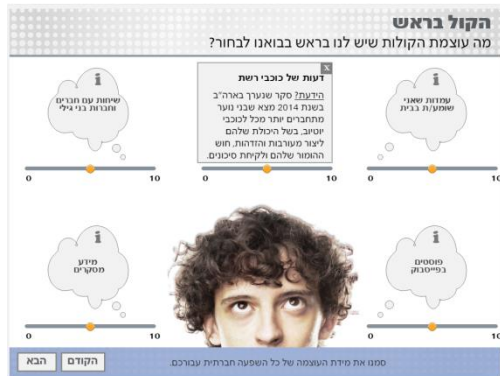 הקול בראש
מה עוצמת הקולות שיש לנו בראש בבואנו לבחור?
i
עמדות שאני
שומע/ת בבית
0 10
x
דעות של כוכבי רשת
הידעת? סקר שנערך בארה"ב
בשנת 2014 מצא שבני נוער
מתחברים יותר מכל לכוכבי
יוטיוב, בשל היכולת שלהם
ליצור מעורבות והזדהות, חוש
ההומור שלהם ולקיחת סיכונים.
0 10
i
שיחות עם חברים
וחברות בני גילי
0 10
i
פוסטים
בפייסבוק
0 10
i
מידע
מסקרים
0 10
סמנו את מידת העוצמה של כל השפעה חברתית עבורכם.
הקודם
הבא